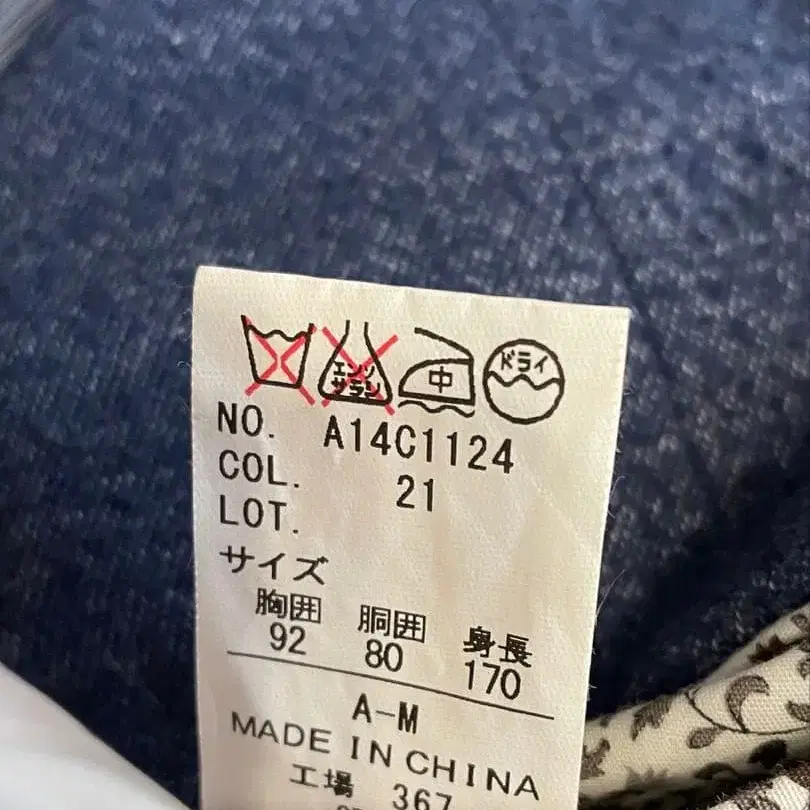 エンソ
サラシ
中
ドライ
NO. A14C1124
COL. 21
LOT.
サイズ
胸囲 胴囲 身長
92 80 170
A-M
MADE IN CHINA
工場 367